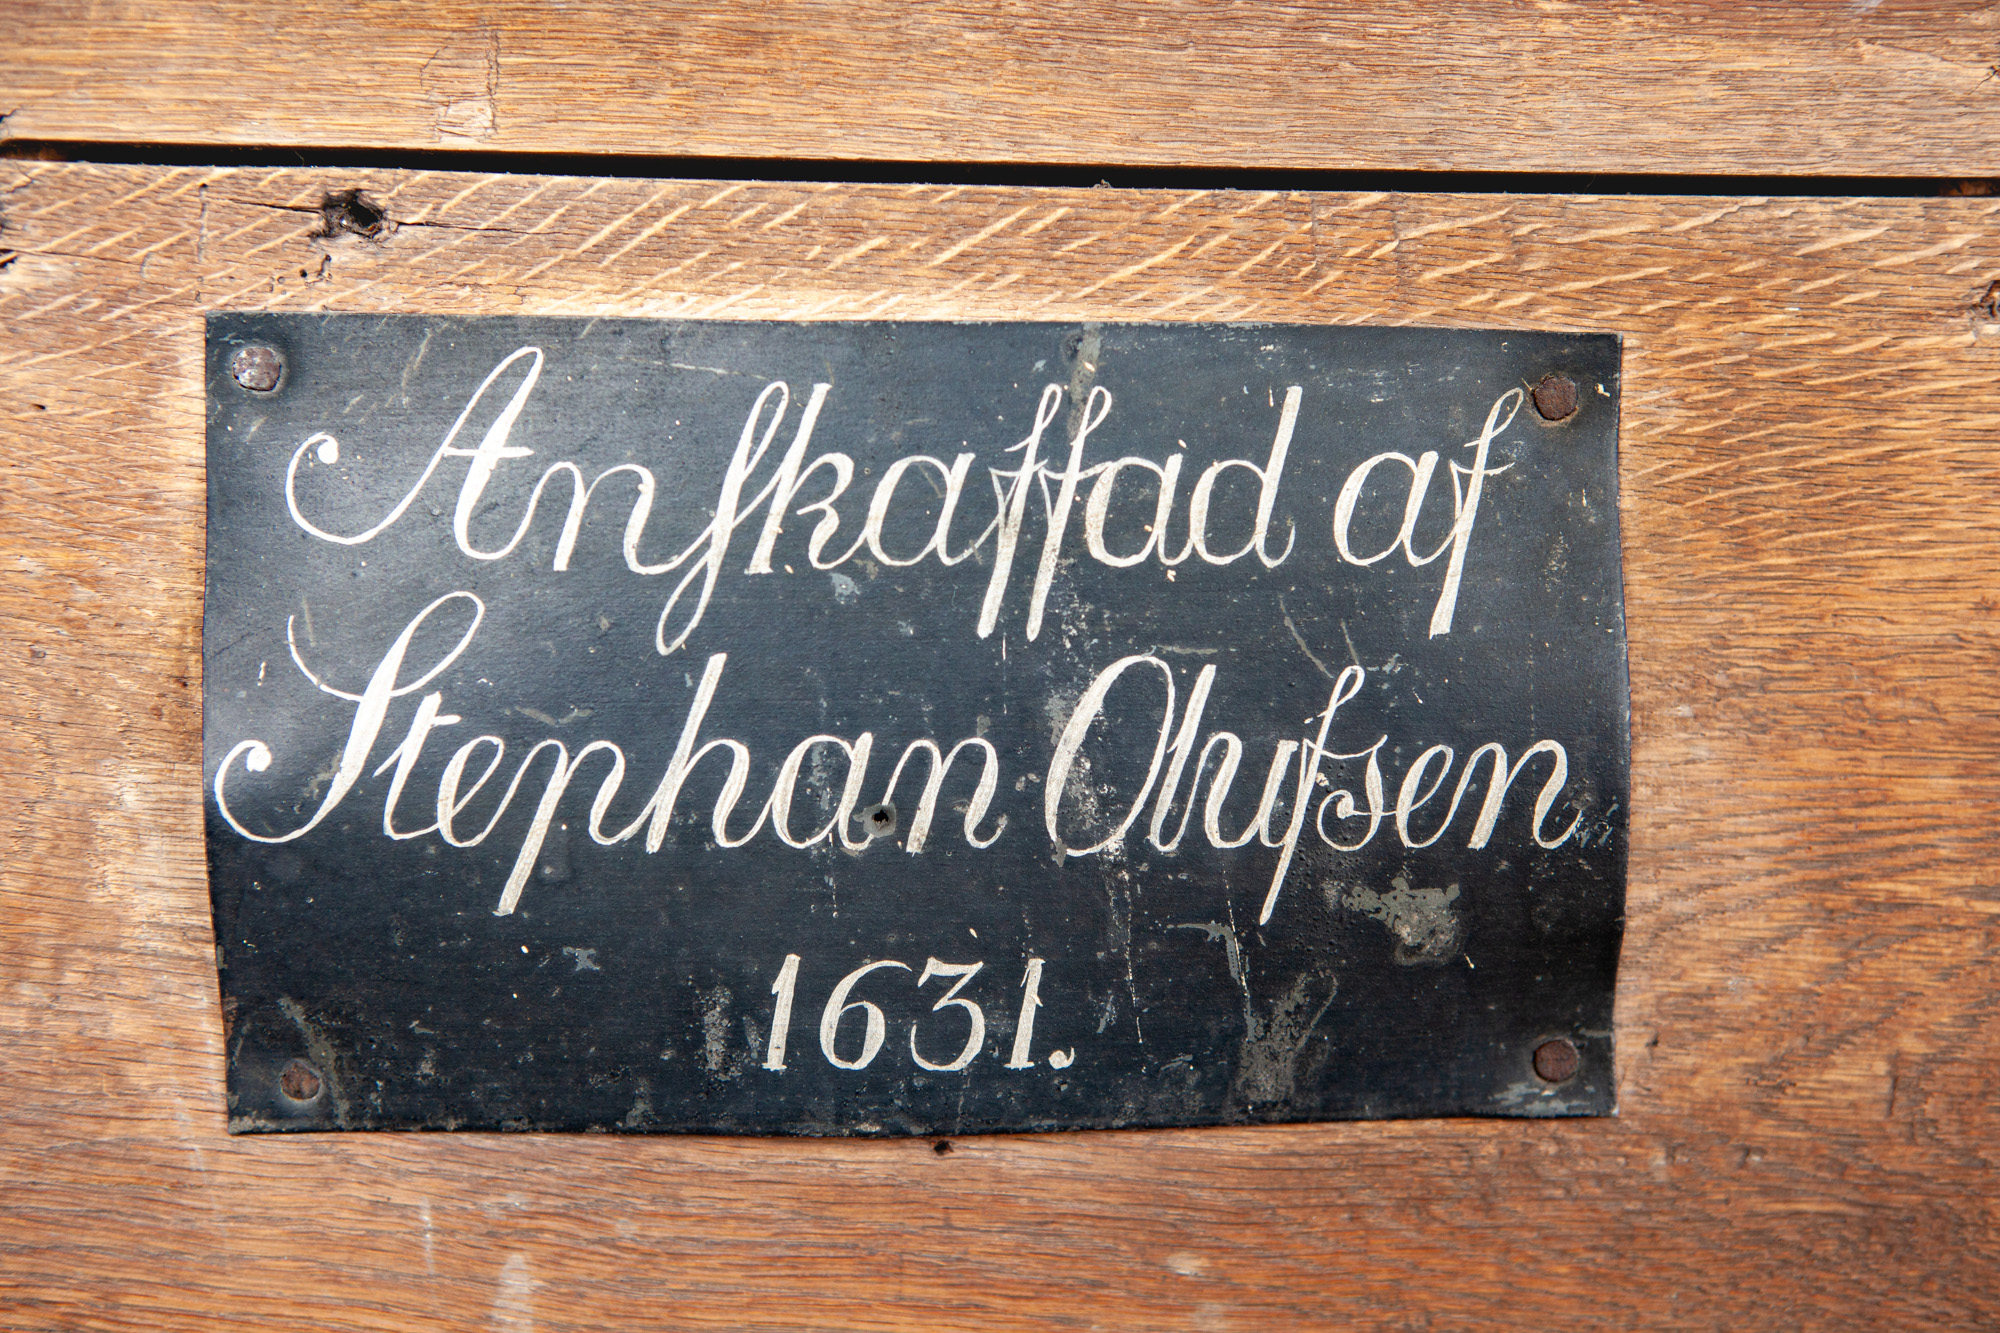 Anſkaffad af
Stephan Olufsen
1631.